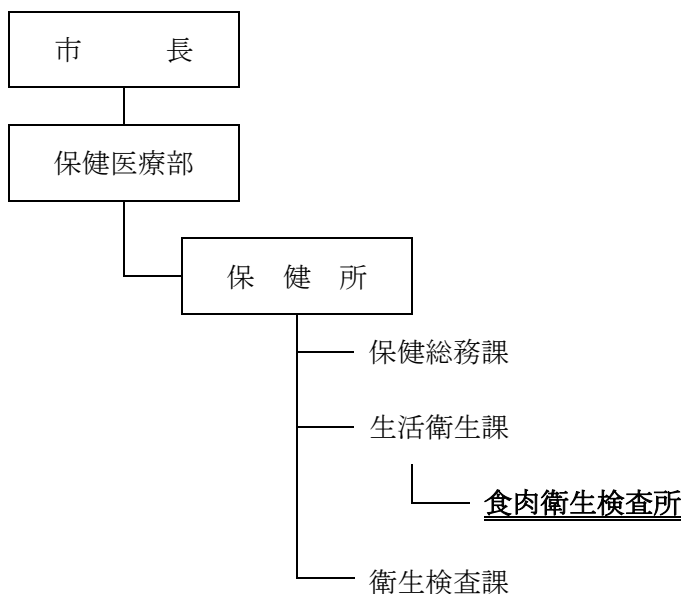 市　　　長
保健医療部
保　健　所
保健総務課
生活衛生課
食肉衛生検査所
衛生検査課